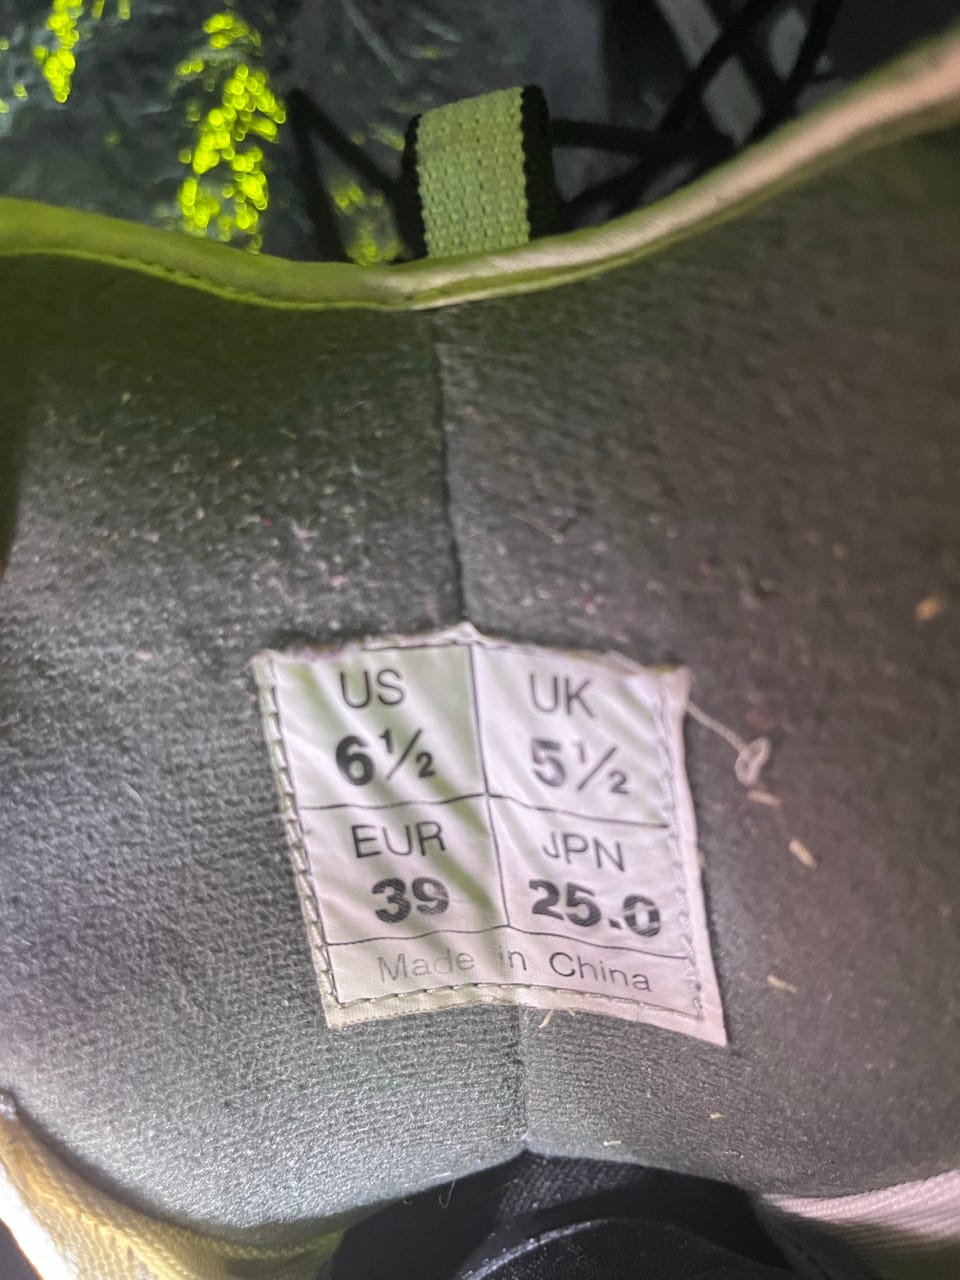 US UK
6½ 5½
EUR JPN
39 25.0
Made in China